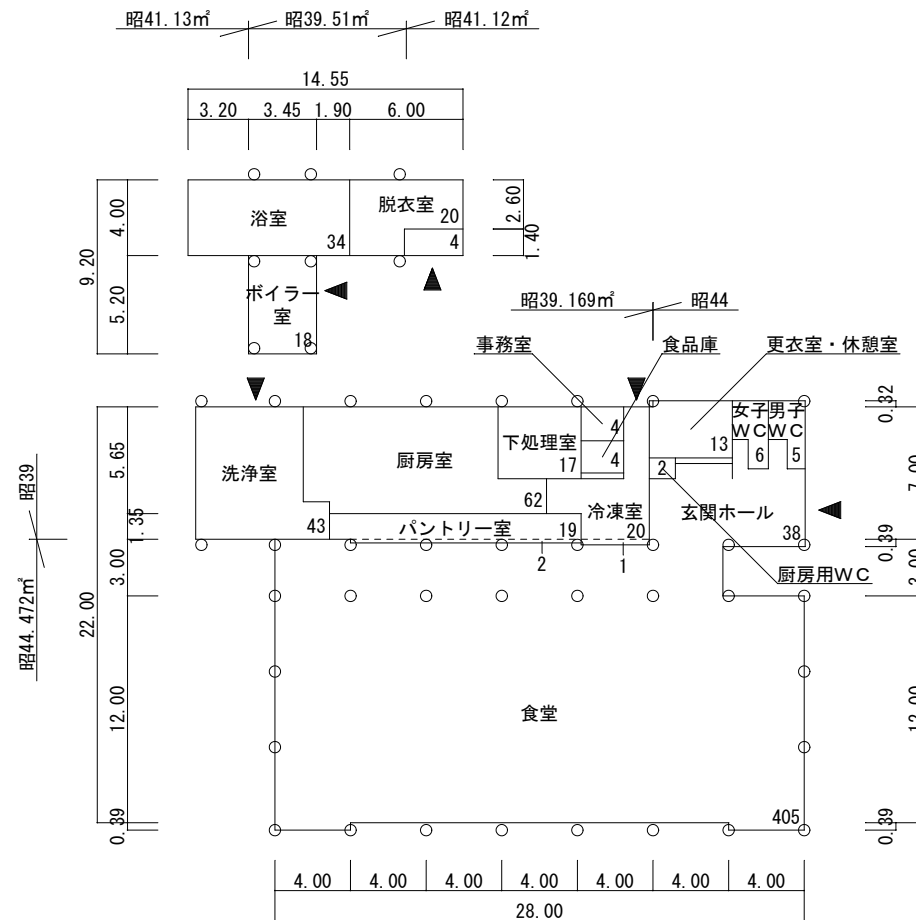 昭41.13㎡
昭39.51㎡
昭41.12㎡
14.55
3.20
3.45
1.90
6.00
9.20
4.00
5.20
2.60
1.40
浴室
34
脱衣室
20
4
ボイラー
室
18
昭39.169㎡
昭44
事務室
食品庫
更衣室・休憩室
女子
WC
6
男子
WC
5
0.32
7.00
0.39
昭39
昭44.472㎡
5.65
1.35
3.00
22.00
12.00
0.39
洗浄室
43
厨房室
62
下処理室
17
4
4
13
2
パントリー室
19
2
冷凍室
20
1
玄関ホール
38
厨房用WC
食堂
405
12.00
0.39
4.00
4.00
4.00
4.00
4.00
4.00
4.00
28.00